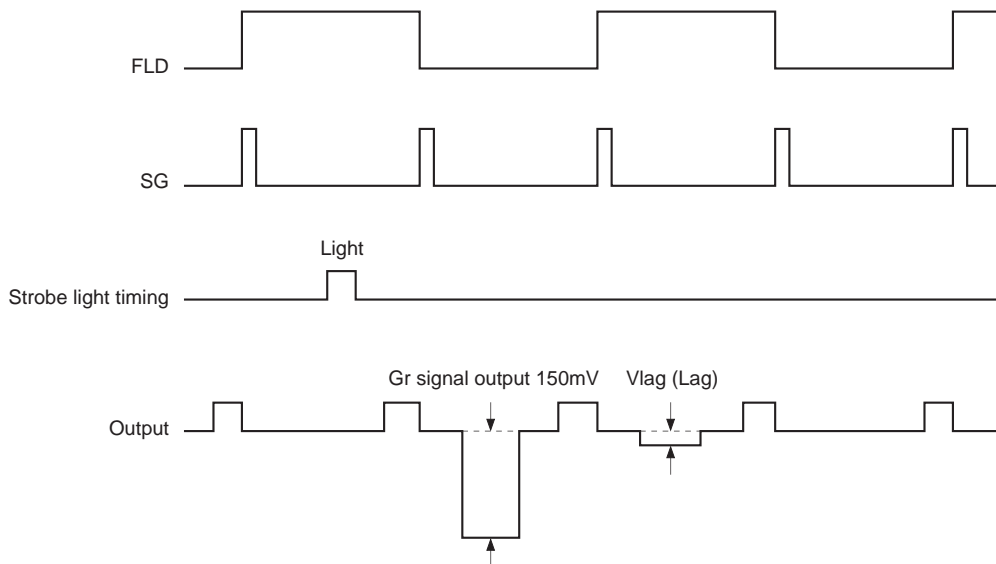 FLD
SG
Light
Strobe light timing
Gr signal output 150mV Vlag (Lag)
Output